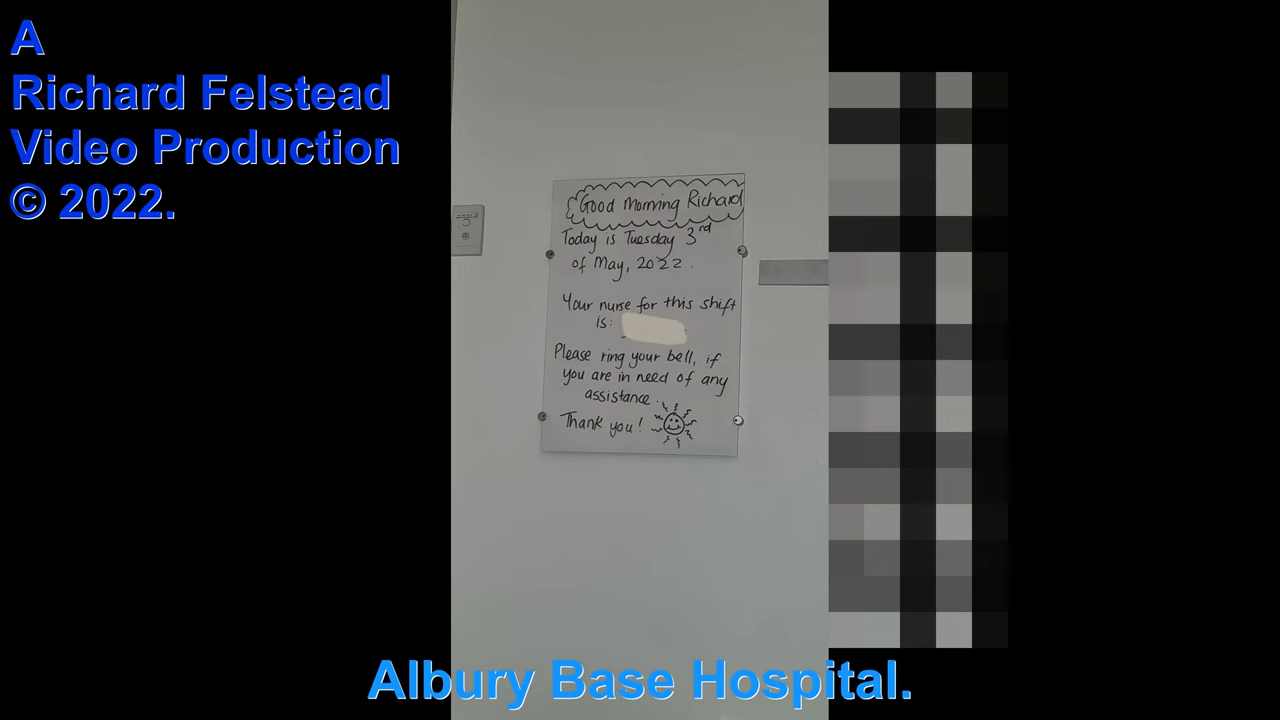 A
Richard Felstead
Video Production
© 2022.
Good Morning Richard
Today is Tuesday 3rd
of May, 2022.
Your nurse for this shift
is:
Please ring your bell, if
you are in need of any
assistance.
Thank you!
Albury Base Hospital.